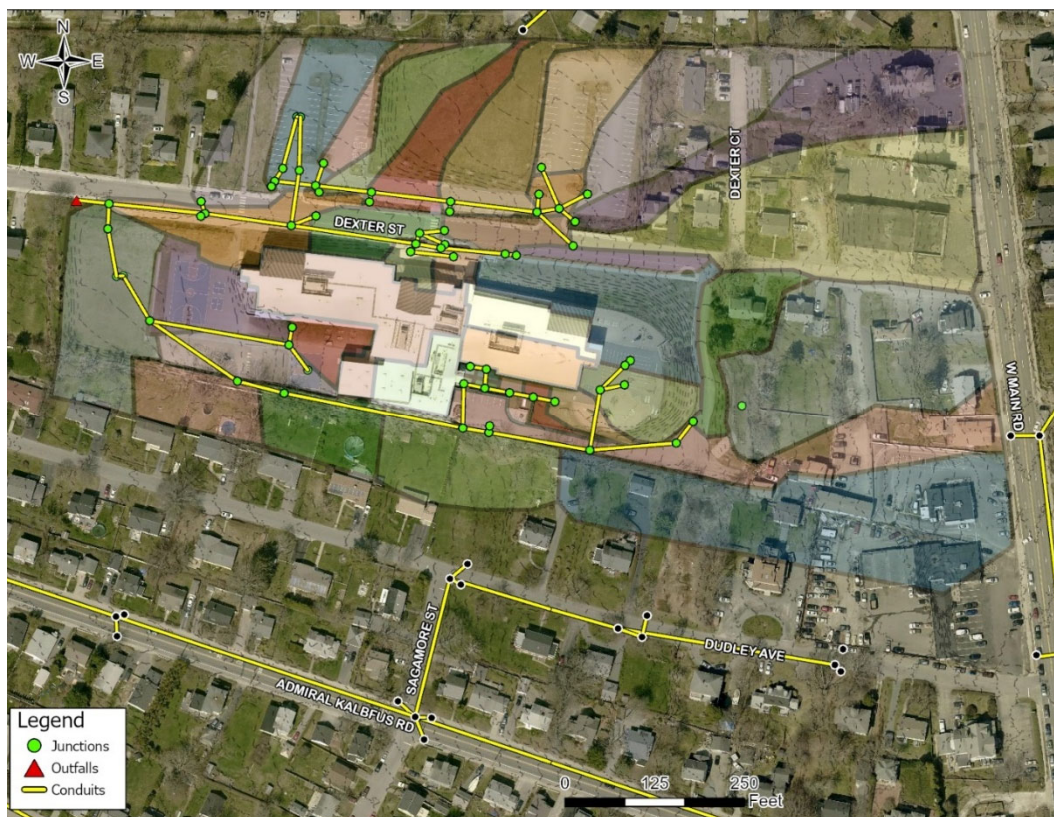 N
W E
S
DEXTER CT
DEXTER ST
W MAIN RD
SAGAMORE ST
DUDLEY AVE
ADMIRAL KALBFUS RD
Legend
Junctions
Outfalls
Conduits
0 125 250
Feet